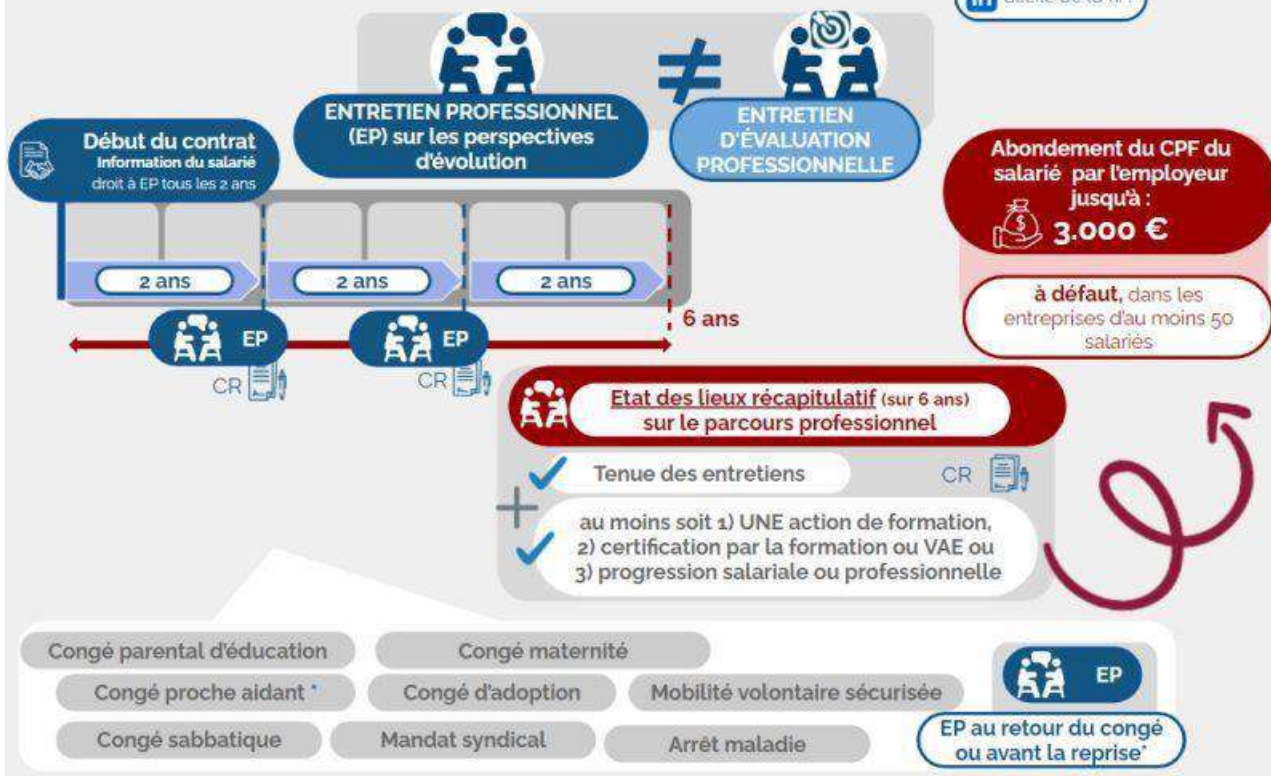 ENTRETIEN PROFESSIONNEL
(EP) sur les perspectives
d'évolution
≠
ENTRETIEN
D'ÉVALUATION
PROFESSIONNELLE
Début du contrat
Information du salarié
droit à EP tous les 2 ans
Abondement du CPF du
salarié par l'employeur
jusqu'à :
3.000 €
à défaut, dans les
entreprises d'au moins 50
salariés
2 ans
2 ans
2 ans
6 ans
EP
EP
CR
CR
Etat des lieux récapitulatif (sur 6 ans)
sur le parcours professionnel
Tenue des entretiens
CR
+
au moins soit 1) UNE action de formation,
2) certification par la formation ou VAE ou
3) progression salariale ou professionnelle
Congé parental d'éducation
Congé maternité
Congé proche aidant *
Congé d'adoption
Mobilité volontaire sécurisée
Congé sabbatique
Mandat syndical
Arrêt maladie
EP
EP au retour du congé
ou avant la reprise*